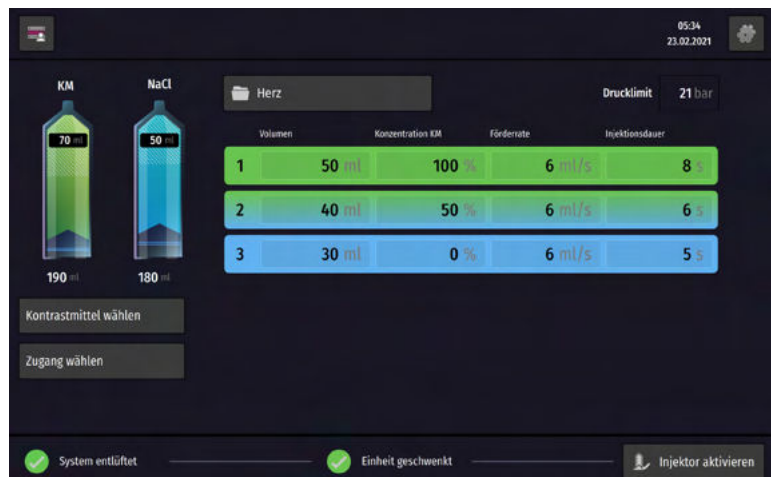 05:34
23.02.2021
KM NaCl
Herz
Drucklimit 21 bar
70 ml 50 ml
Volumen Konzentration KM Förderrate Injektionsdauer
1 50 ml 100 % 6 ml/s 8 s
2 40 ml 50 % 6 ml/s 6 s
3 30 ml 0 % 6 ml/s 5 s
190 ml 180 ml
Kontrastmittel wählen
Zugang wählen
System entlüftet Einheit geschwenkt Injektor aktivieren